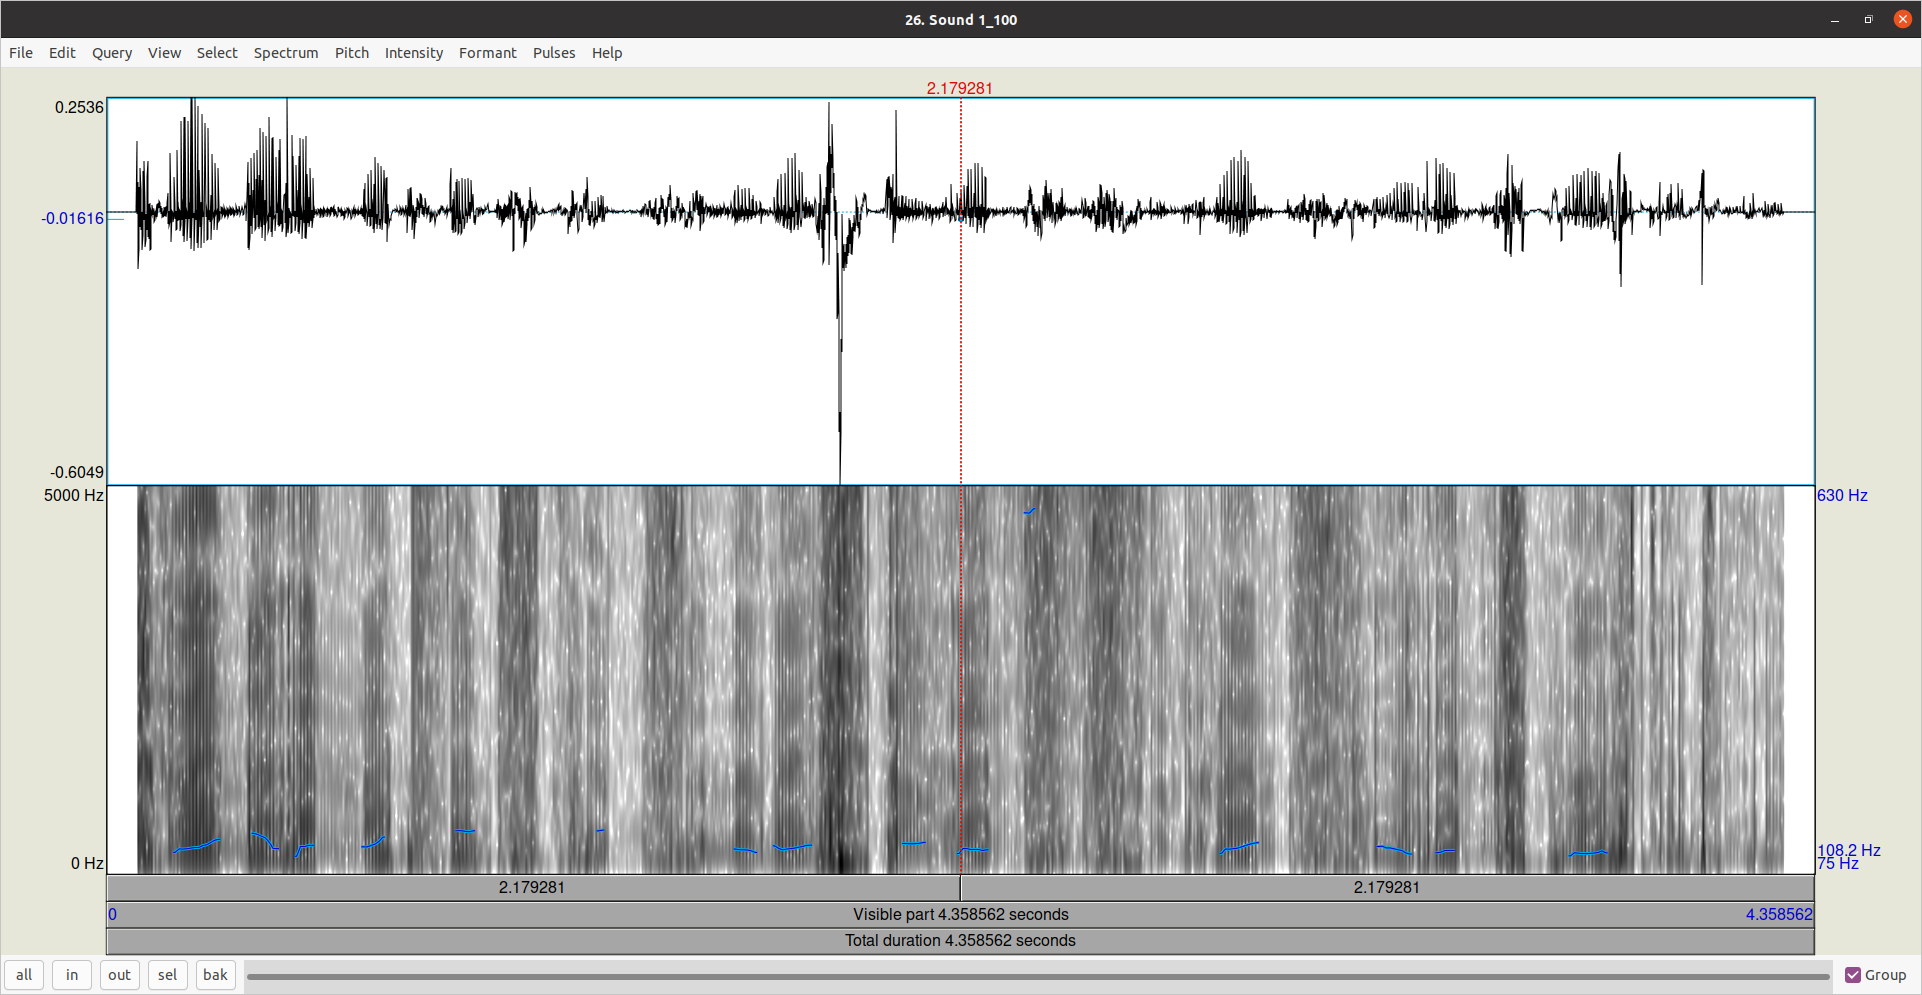 26. Sound 1_100
File Edit Query View Select Spectrum Pitch Intensity Formant Pulses Help
2.179281
0.2536
-0.01616
-0.6049
5000 Hz
630 Hz
0 Hz
108.2 Hz
75 Hz
2.179281 2.179281
0 Visible part 4.358562 seconds 4.358562
Total duration 4.358562 seconds
all in out sel bak Group